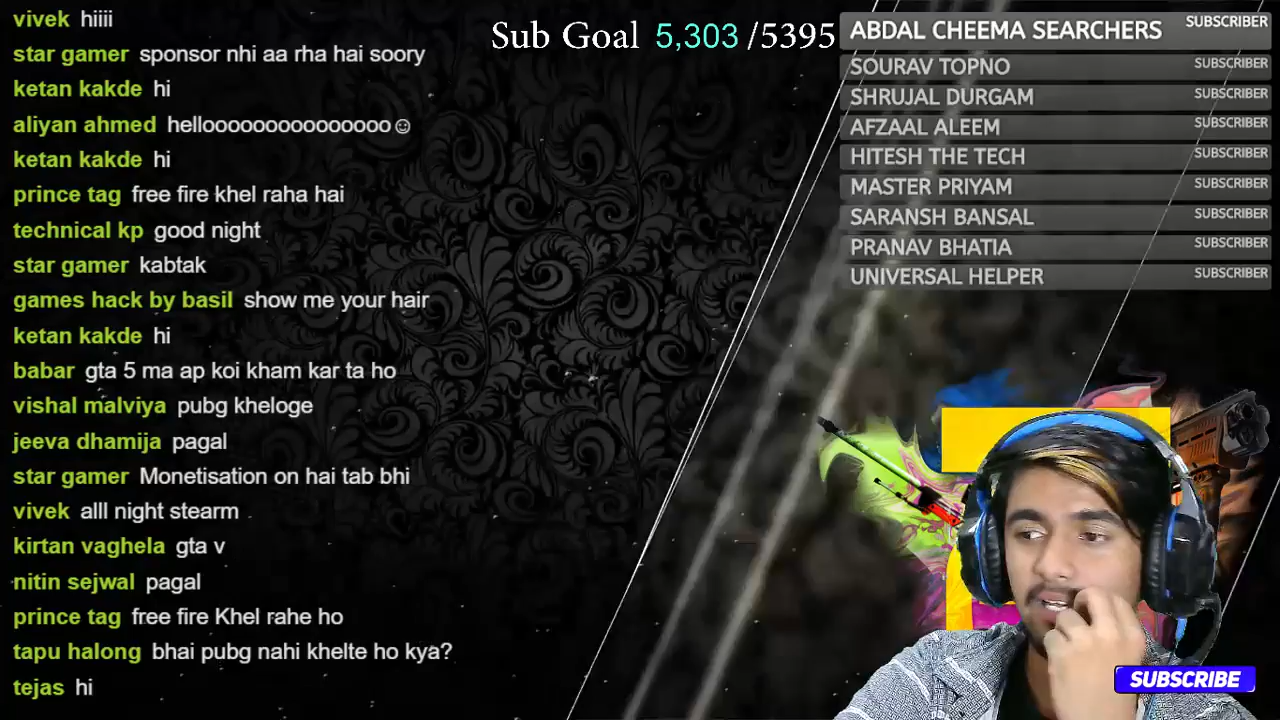 vivek hiiii
star gamer sponsor nhi aa rha hai soory
ketan kakde hi
aliyan ahmed hellooooooooooooooo☺
ketan kakde hi
prince tag free fire khel raha hai
technical kp good night
star gamer kabtak
games hack by basil show me your hair
ketan kakde hi
babar gta 5 ma ap koi kham kar ta ho
vishal malviya pubg kheloge
jeeva dhamija pagal
star gamer Monetisation on hai tab bhi
vivek alll night stearm
kirtan vaghela gta v
nitin sejwal pagal
prince tag free fire Khel rahe ho
tapu halong bhai pubg nahi khelte ho kya?
tejas hi
Sub Goal 5,303 /5395
ABDAL CHEEMA SEARCHERS SUBSCRIBER
SOURAV TOPNO SUBSCRIBER
SHRUJAL DURGAM SUBSCRIBER
AFZAAL ALEEM SUBSCRIBER
HITESH THE TECH SUBSCRIBER
MASTER PRIYAM SUBSCRIBER
SARANSH BANSAL SUBSCRIBER
PRANAV BHATIA SUBSCRIBER
UNIVERSAL HELPER SUBSCRIBER
SUBSCRIBE